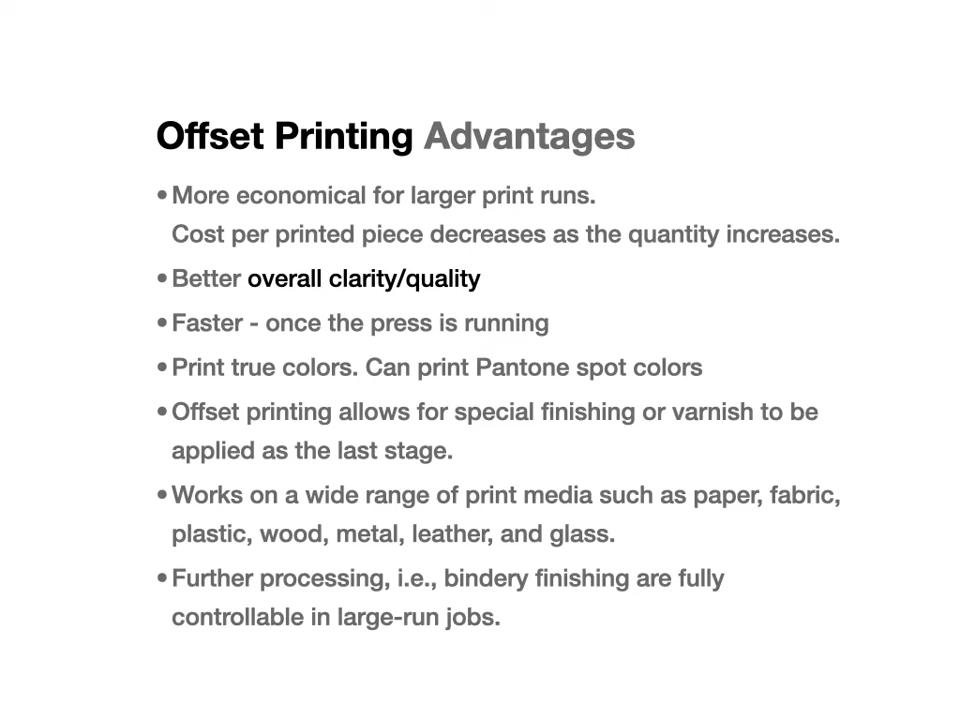 Offset Printing Advantages
• More economical for larger print runs.
Cost per printed piece decreases as the quantity increases.
• Better overall clarity/quality
• Faster - once the press is running
• Print true colors. Can print Pantone spot colors
• Offset printing allows for special finishing or varnish to be
applied as the last stage.
• Works on a wide range of print media such as paper, fabric,
plastic, wood, metal, leather, and glass.
• Further processing, i.e., bindery finishing are fully
controllable in large-run jobs.